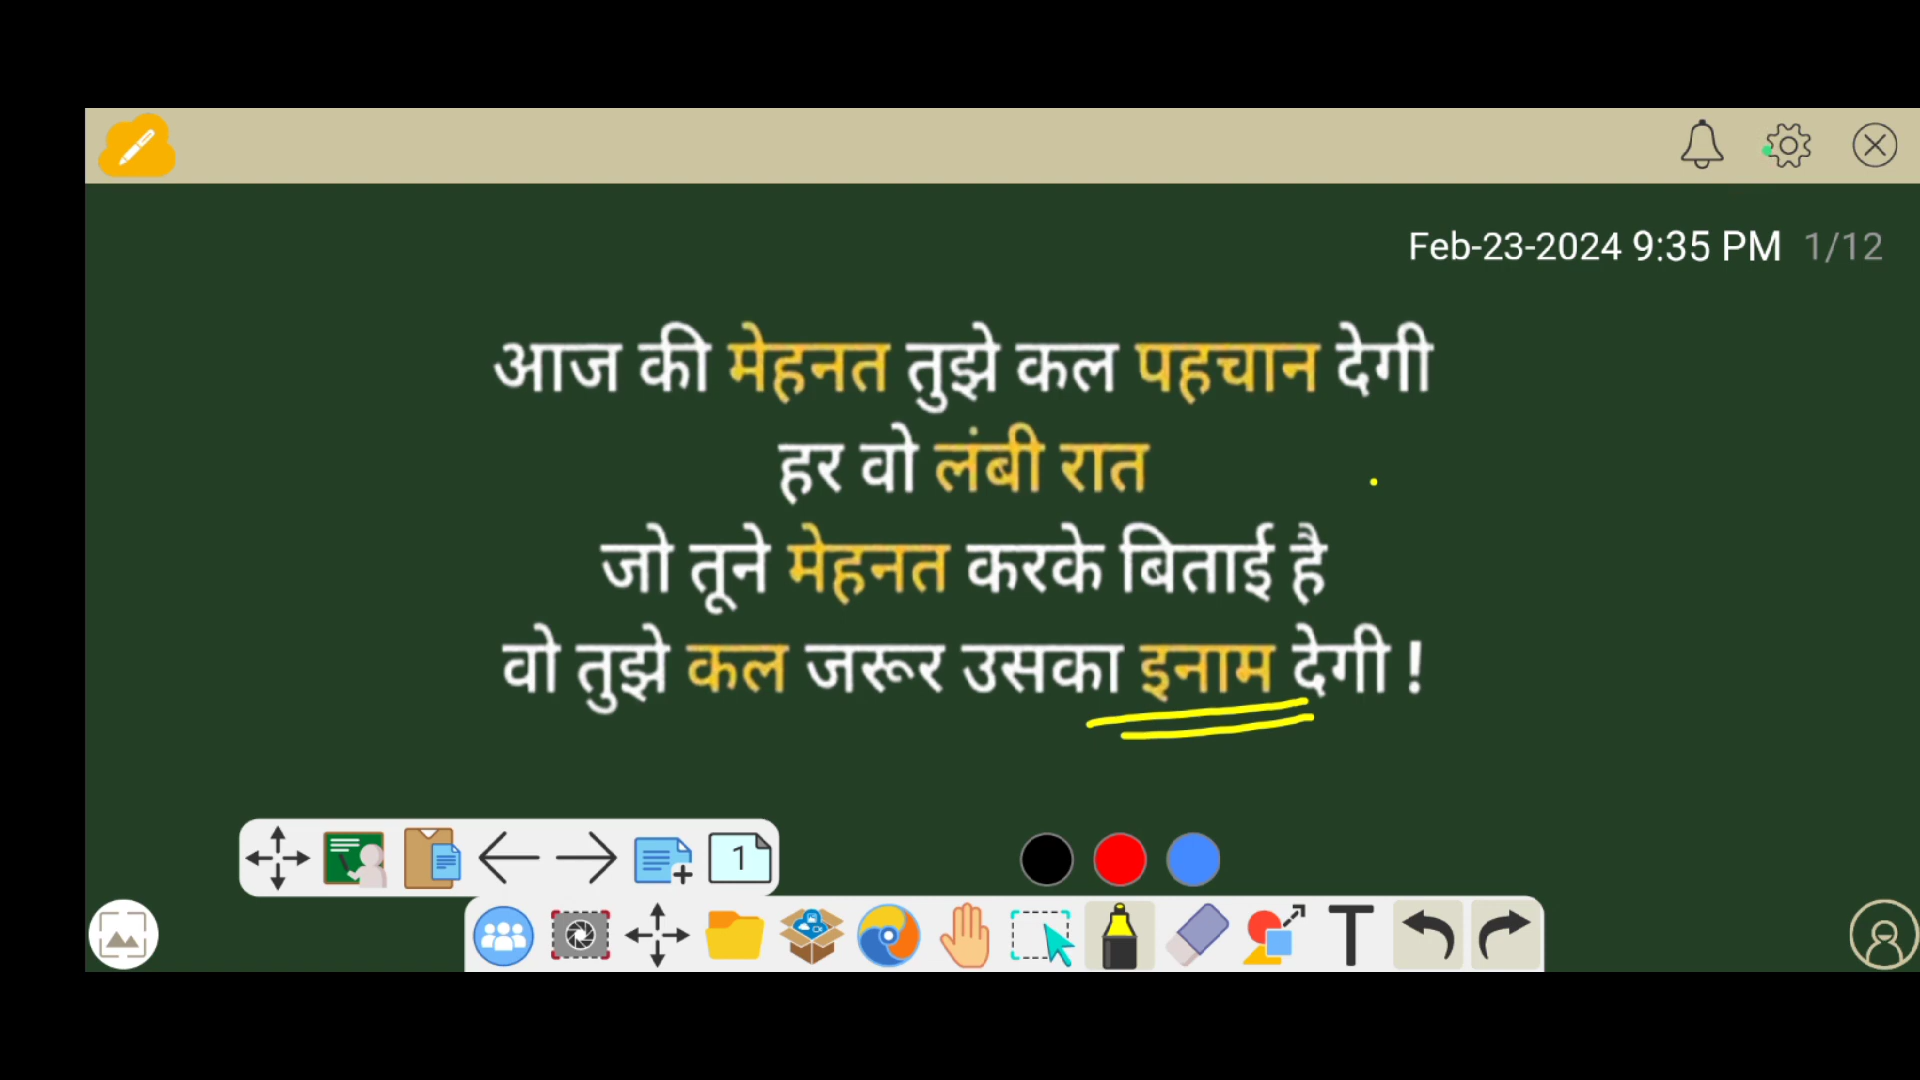 Feb-23-2024 9:35 PM 1/12
आज की मेहनत तुझे कल पहचान देगी
हर वो लंबी रात
जो तूने मेहनत करके बिताई है
वो तुझे कल जरूर उसका इनाम देगी !
1
T